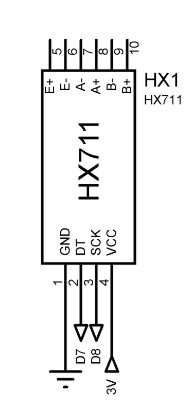 5 6 7 8 9 10
E+ E- A- A+ B- B+
HX1
HX711
HX711
GND DT SCK VCC
1 2 3 4
D7 D8
3V